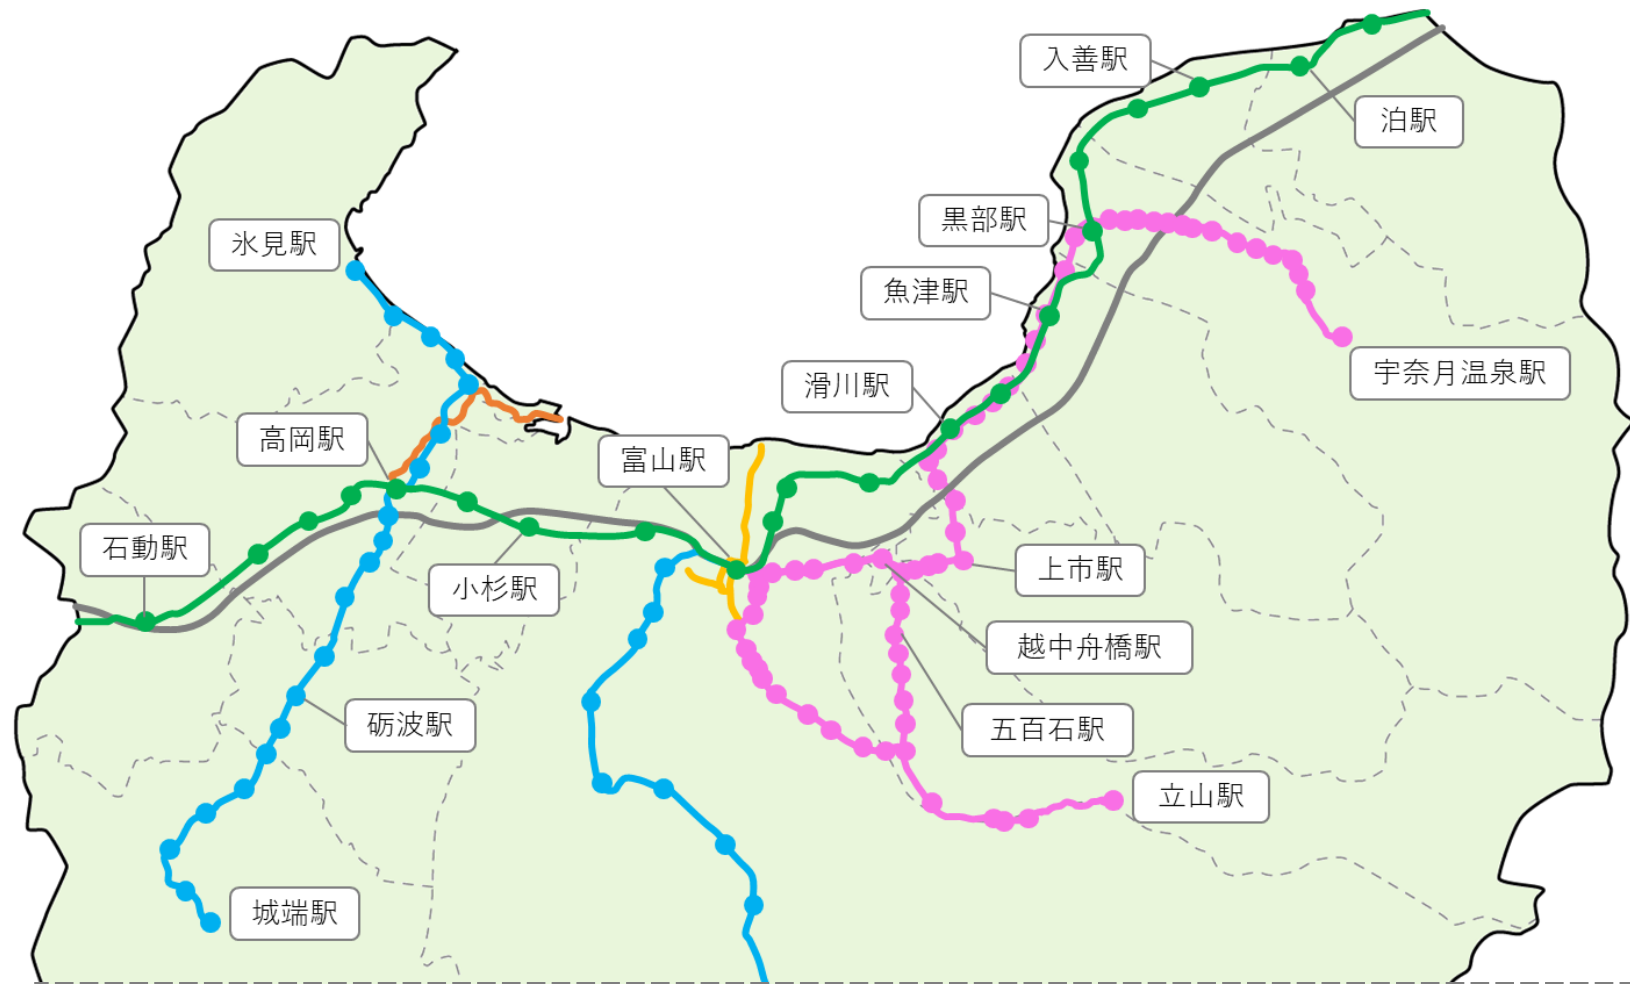 入善駅
泊駅
黒部駅
氷見駅
魚津駅
宇奈月温泉駅
滑川駅
高岡駅
富山駅
石動駅
小杉駅
上市駅
越中舟橋駅
砺波駅
五百石駅
立山駅
城端駅